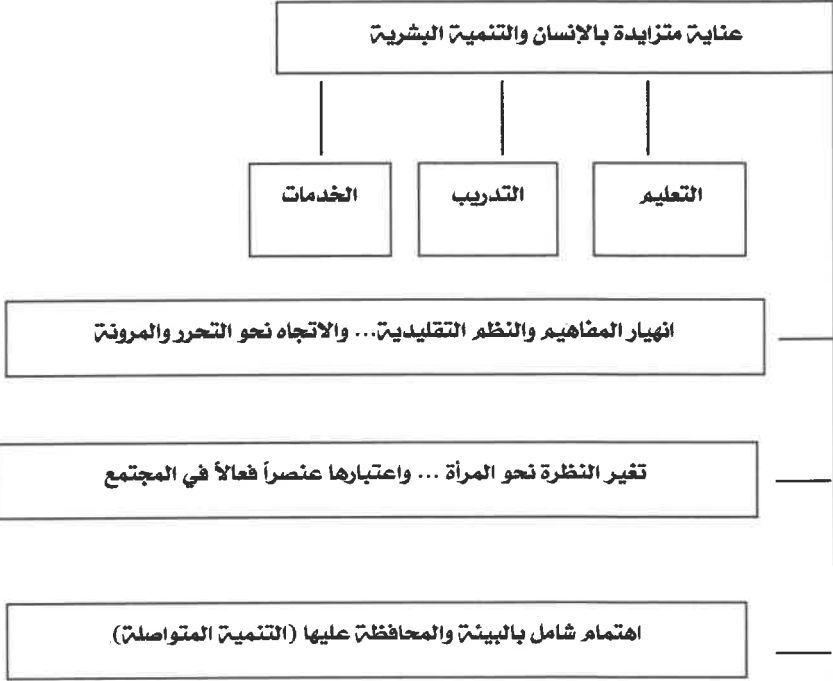 عناية متزايدة بالإنسان والتنمية البشرية
التعليم
التدريب
الخدمات
انهيار المفاهيم والنظم التقليدية... والاتجاه نحو التحرر والمرونة
تغير النظرة نحو المرأة ... واعتبارها عنصراً فعالاً في المجتمع
اهتمام شامل بالبيئة والمحافظة عليها (التنمية المتواصلة)